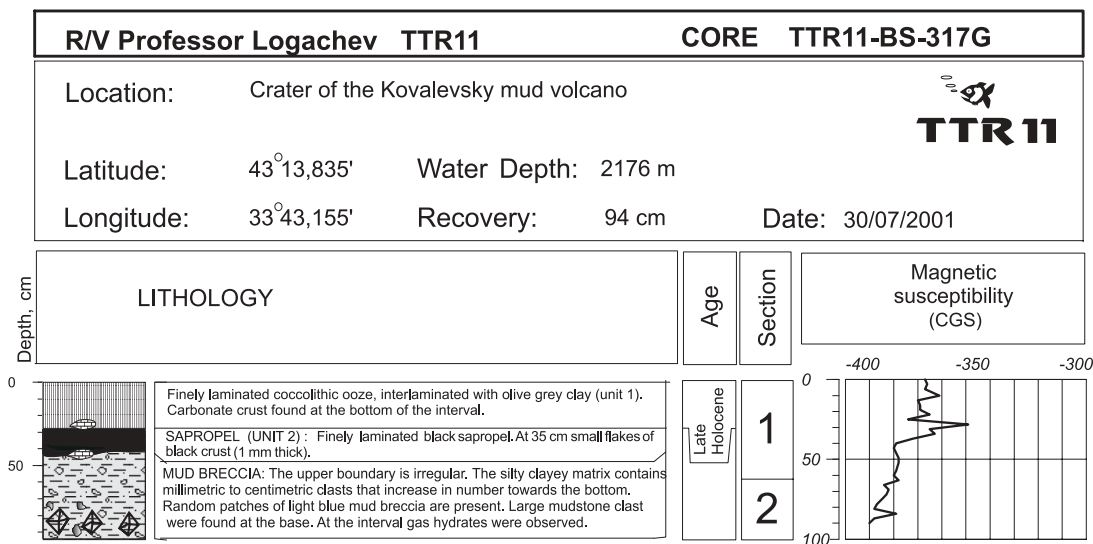 R/V Professor Logachev TTR11 CORE TTR11-BS-317G
Location: Crater of the Kovalevsky mud volcano
TTR 11
Latitude: 43°13,835' Water Depth: 2176 m
Longitude: 33°43,155' Recovery: 94 cm Date: 30/07/2001
Depth, cm
LITHOLOGY
Age
Section
Magnetic
susceptibility
(CGS)
-400 -350 -300
0
50
Finely laminated coccolithic ooze, interlaminated with olive grey clay (unit 1).
Carbonate crust found at the bottom of the interval.
SAPROPEL (UNIT 2) : Finely laminated black sapropel. At 35 cm small flakes of
black crust (1 mm thick).
MUD BRECCIA: The upper boundary is irregular. The silty clayey matrix contains
millimetric to centimetric clasts that increase in number towards the bottom.
Random patches of light blue mud breccia are present. Large mudstone clast
were found at the base. At the interval gas hydrates were observed.
Late
Holocene
1
2
0
50
100